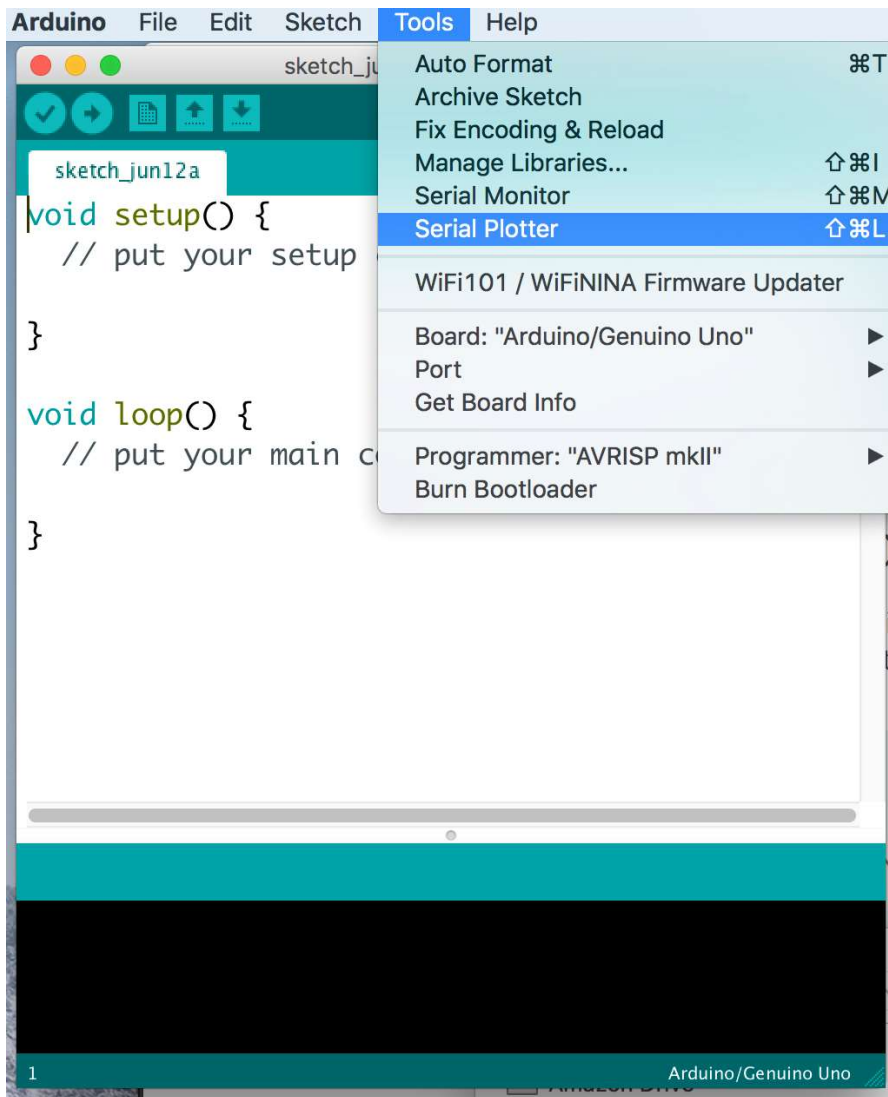 Arduino File Edit Sketch Tools Help
sketch_ju
Auto Format ⌘T
Archive Sketch
Fix Encoding & Reload
Manage Libraries... ⇧⌘I
Serial Monitor ⇧⌘M
Serial Plotter ⇧⌘L
WiFi101 / WiFiNINA Firmware Updater
Board: "Arduino/Genuino Uno"
Port
Get Board Info
Programmer: "AVRISP mkII"
Burn Bootloader
sketch_jun12a
void setup() {
// put your setup
}
void loop() {
// put your main c
}
1 Arduino/Genuino Uno